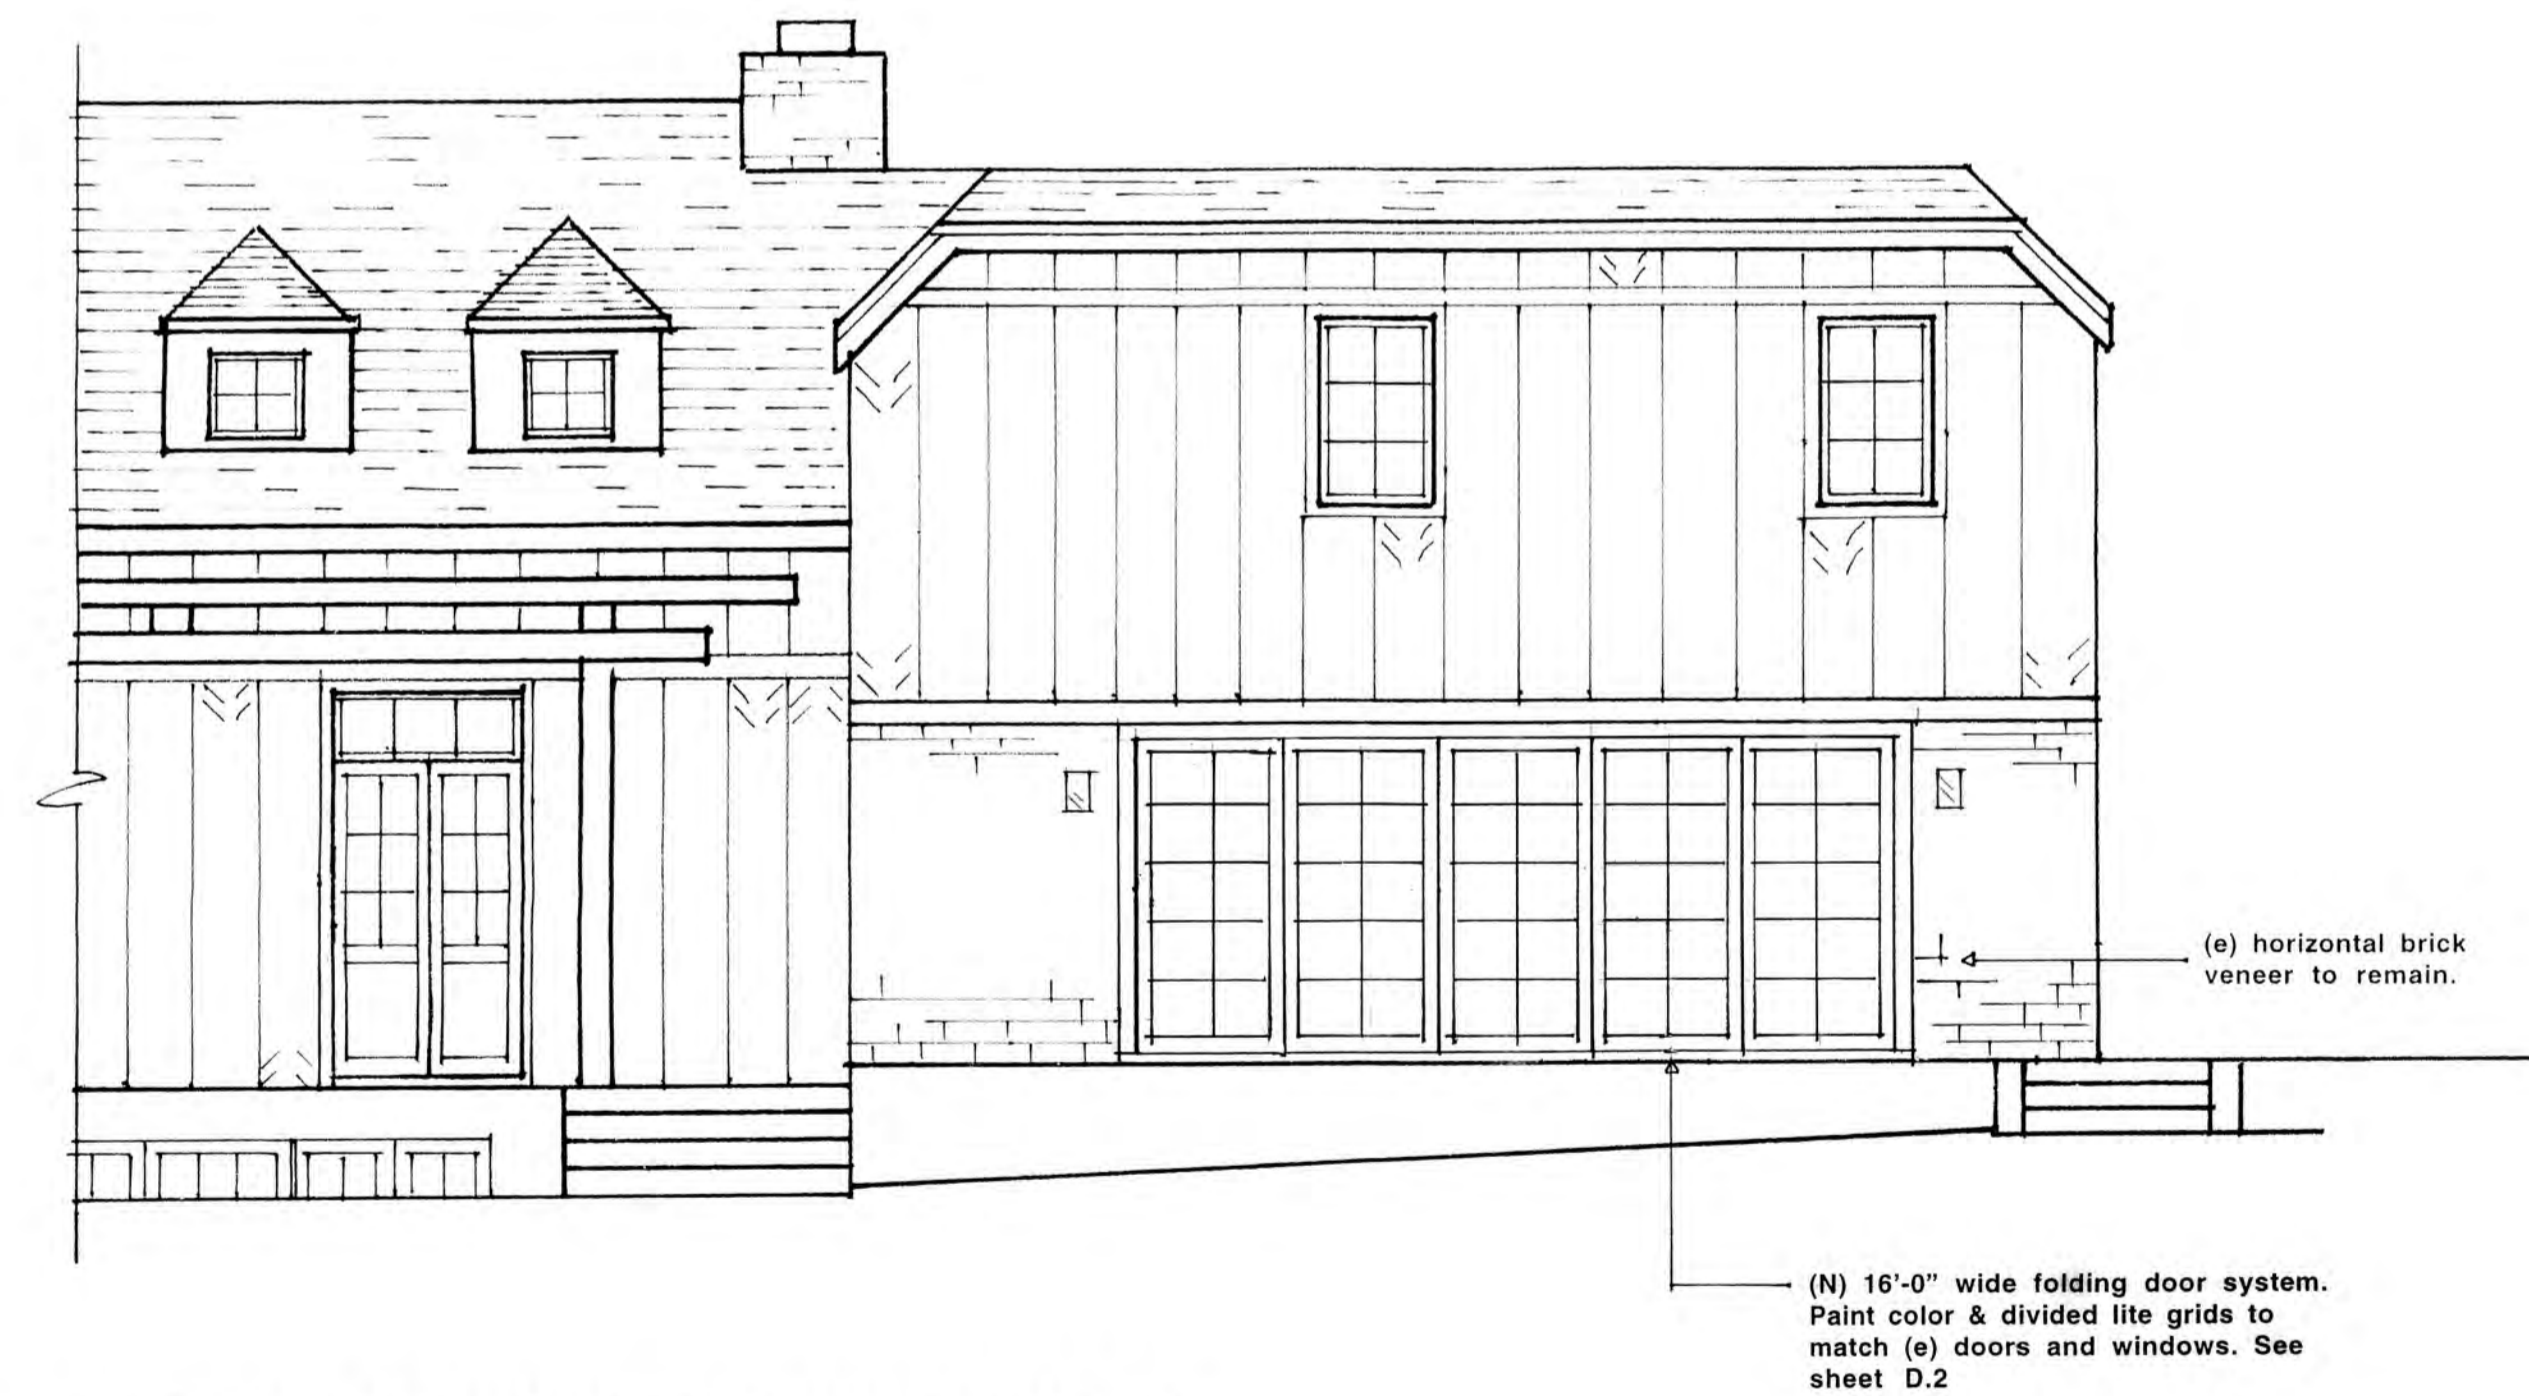 (e) horizontal brick
veneer to remain.
(N) 16'-0” wide folding door system.
Paint color & divided lite grids to
match (e) doors and windows. See
sheet D.2